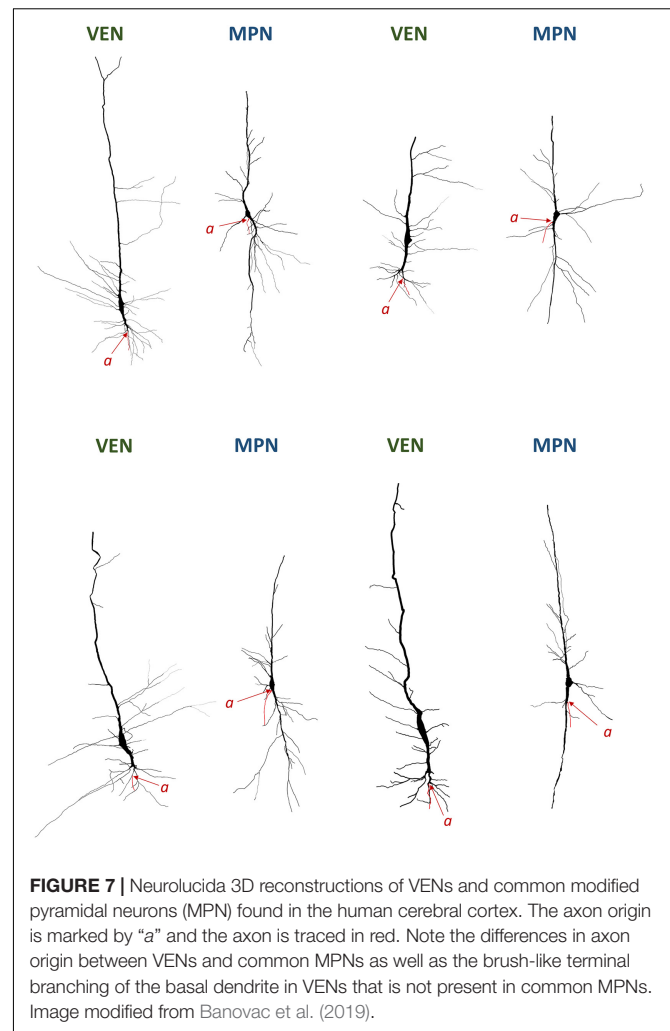 VEN MPN VEN MPN
a
a
a
a
VEN MPN VEN MPN
a
a
a
a
FIGURE 7 | Neurolucida 3D reconstructions of VENs and common modified
pyramidal neurons (MPN) found in the human cerebral cortex. The axon origin
is marked by “a” and the axon is traced in red. Note the differences in axon
origin between VENs and common MPNs as well as the brush-like terminal
branching of the basal dendrite in VENs that is not present in common MPNs.
Image modified from Banovac et al. (2019).